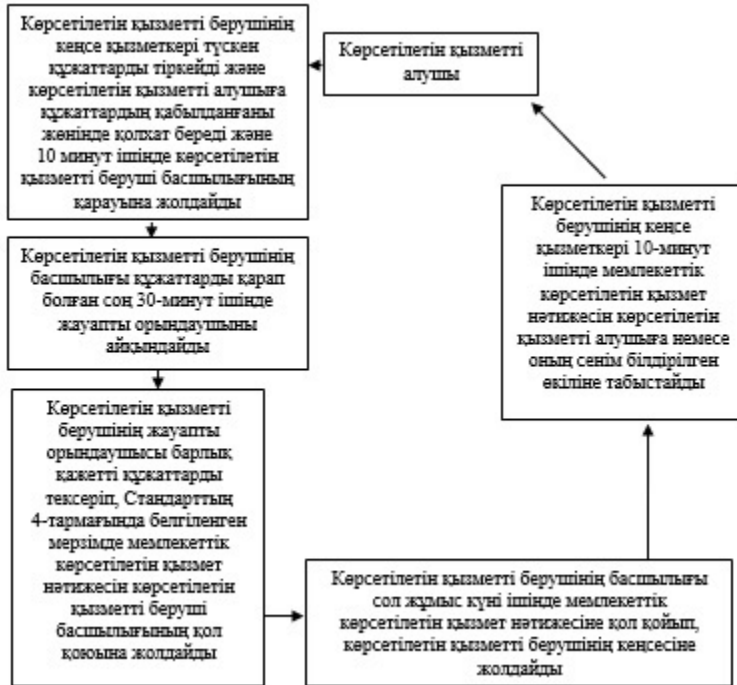 Көрсетілетін қызметті берушінің
кеңсе қызметкері түскен
құжаттарды тіркейді және
көрсетілетін қызметті алушыға
құжаттардың қабылданғаны
жөнінде қолхат береді және
10 минут ішінде көрсетілетін
қызметті беруші басшылығының
қарауына жолдайды
Көрсетілетін қызметті
алушы
Көрсетілетін қызметті берушінің
басшылығы құжаттарды қарап
болған соң 30-минут ішінде
жауапты орындаушыны
айқындайды
Көрсетілетін қызметті
берушінің жауапты
орындаушысы барлық
қажетті құжаттарды
тексеріп, Стандарттың
4-тармағында белгіленген
мерзімде мемлекеттік
көрсетілетін қызмет
нәтижесін көрсетілетін
қызметті беруші
басшылығының қол
қоюына жолдайды
Көрсетілетін қызметті берушінің басшылығы
сол жұмыс күні ішінде мемлекеттік
көрсетілетін қызмет нәтижесіне қол қойып,
көрсетілетін қызметті берушінің кеңсесіне
жолдайды
Көрсетілетін қызметті
берушінің кеңсе
қызметкері 10-минут
ішінде мемлекеттік
көрсетілетін қызмет
нәтижесін көрсетілетін
қызметті алушыға немесе
оның сенім білдірілген
өкіліне табыстайды